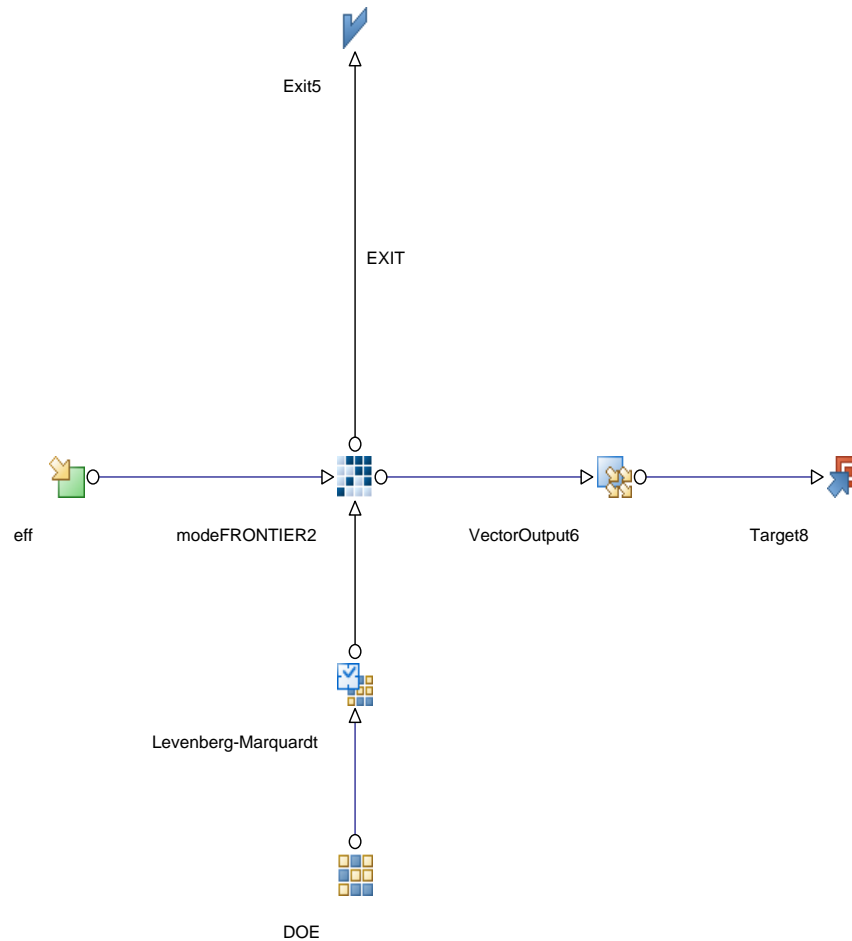 Exit5
EXIT
eff
modeFRONTIER2
VectorOutput6
Target8
Levenberg-Marquardt
DOE